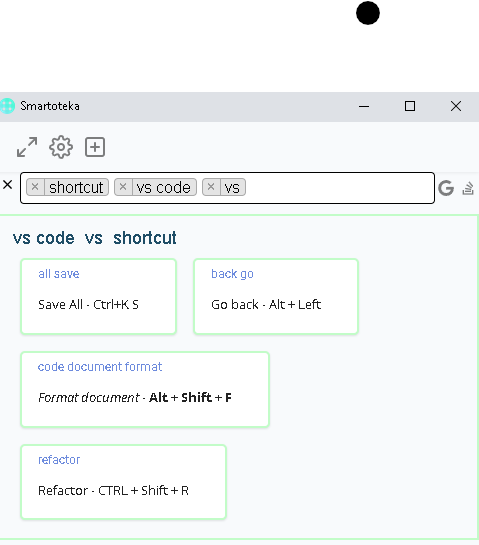 Smartoteka
× shortcut × vs code × vs
vs code vs shortcut
all save
Save All - Ctrl+K S
back go
Go back - Alt + Left
code document format
Format document - Alt + Shift + F
refactor
Refactor - CTRL + Shift + R